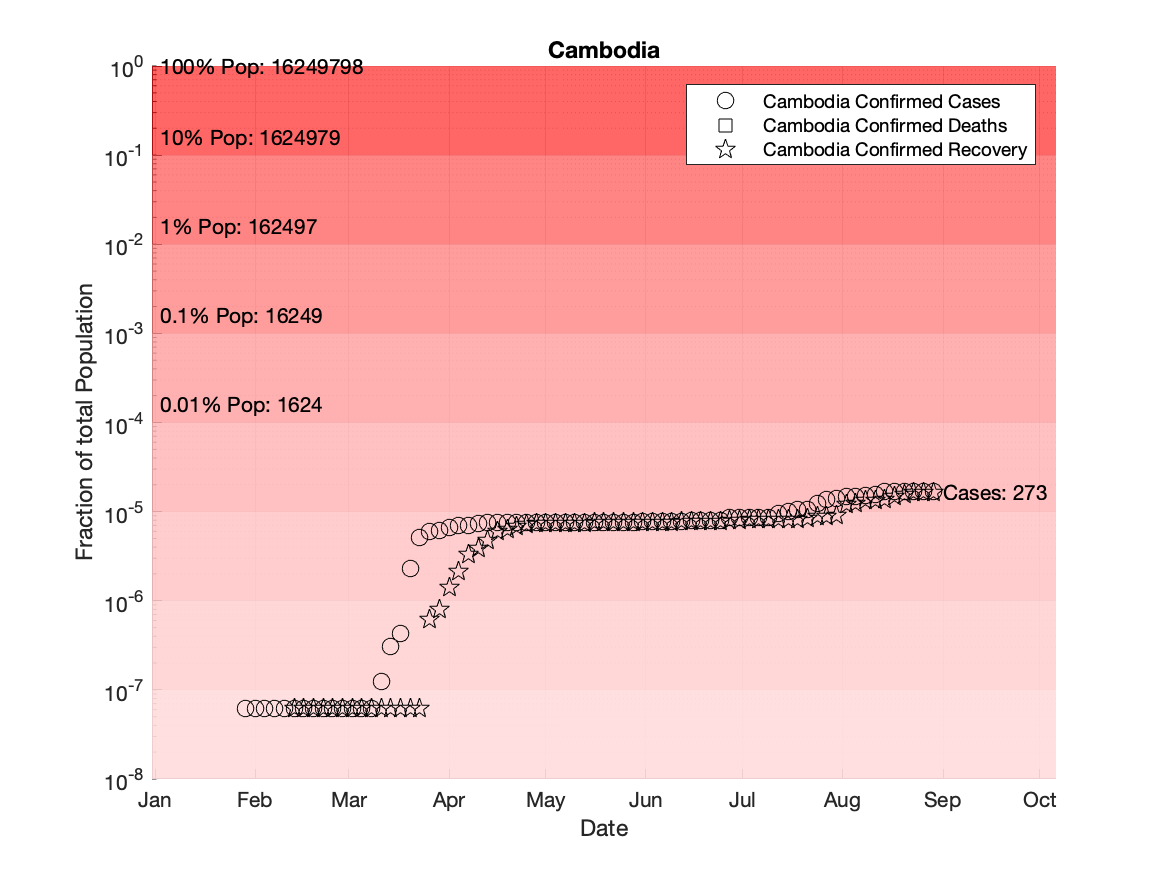 Cambodia
10^0
100% Pop: 16249798
Cambodia Confirmed Cases
Cambodia Confirmed Deaths
Cambodia Confirmed Recovery
10% Pop: 1624979
10^-1
1% Pop: 162497
10^-2
0.1% Pop: 16249
10^-3
0.01% Pop: 1624
10^-4
Cases: 273
10^-5
10^-6
10^-7
10^-8
Fraction of total Population
Jan Feb Mar Apr May Jun Jul Aug Sep Oct
Date